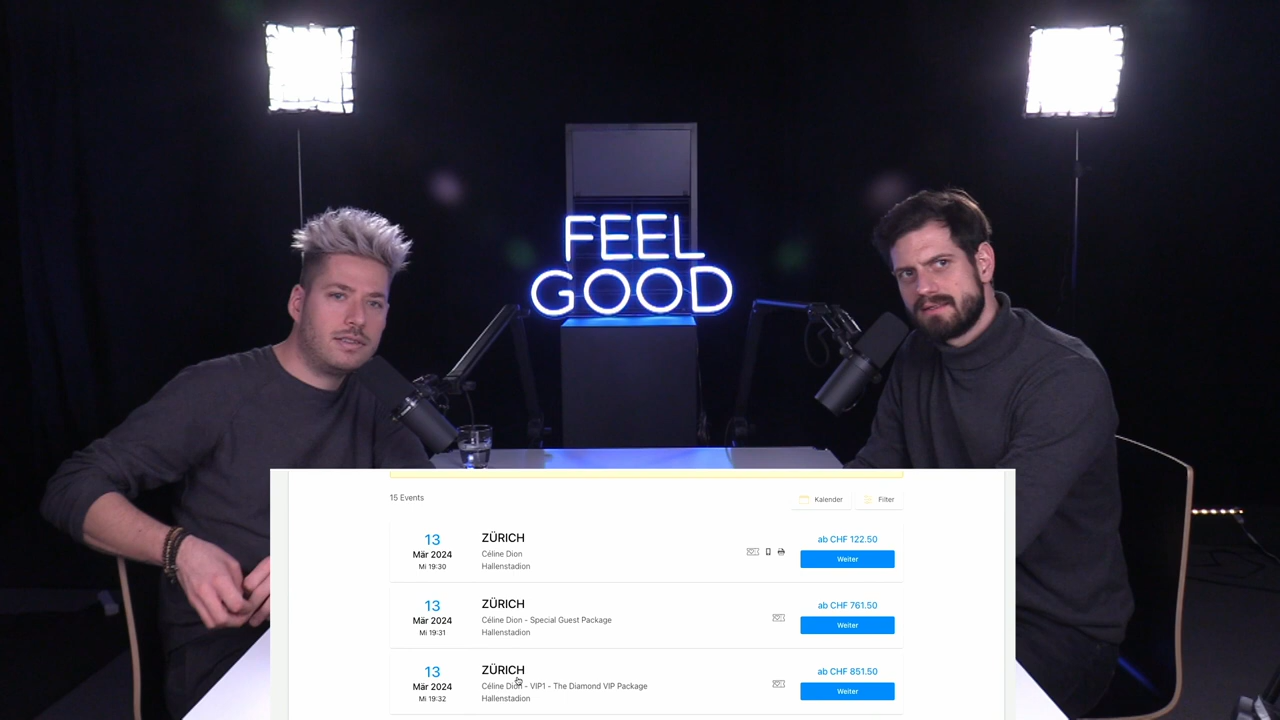 FEEL
GOOD
15 Events
Kalender
Filter
13
Mär 2024
Mi 19:30
ZÜRICH
Céline Dion
Hallenstadion
ab CHF 122.50
Weiter
13
Mär 2024
Mi 19:31
ZÜRICH
Céline Dion - Special Guest Package
Hallenstadion
ab CHF 761.50
Weiter
13
Mär 2024
Mi 19:32
ZÜRICH
Céline Dion - VIP1 - The Diamond VIP Package
Hallenstadion
ab CHF 851.50
Weiter